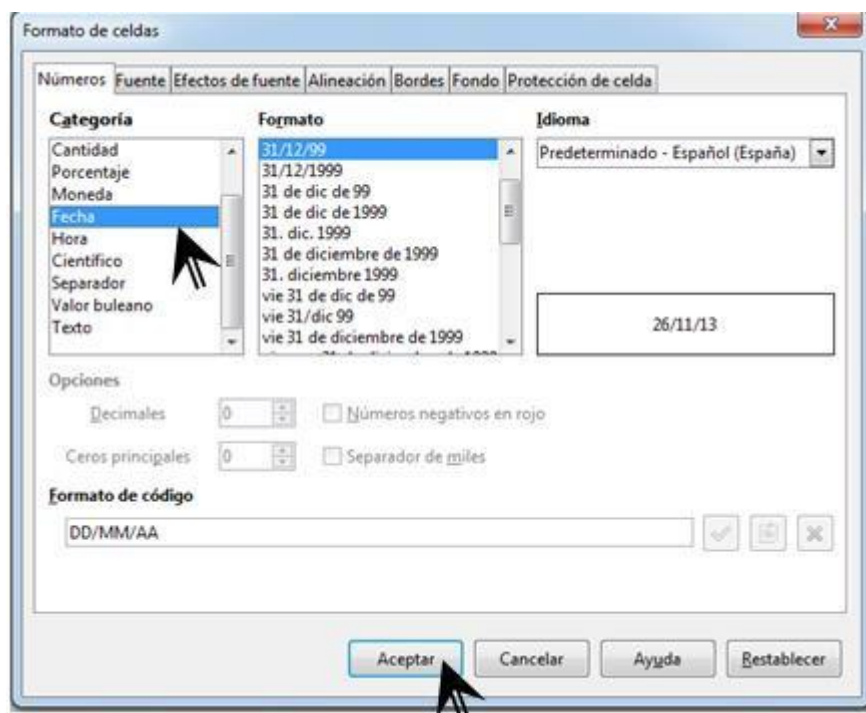 Formato de celdas
Números Fuente Efectos de fuente Alineación Bordes Fondo Protección de celda
Categoría
Cantidad
Porcentaje
Moneda
Fecha
Hora
Científico
Separador
Valor buleano
Texto
Formato
31/12/99
31/12/1999
31 de dic de 99
31 de dic de 1999
31. dic. 1999
31 de diciembre de 1999
31. diciembre 1999
vie 31 de dic de 99
vie 31/dic 99
vie 31 de diciembre de 1999
Idioma
Predeterminado - Español (España)
26/11/13
Opciones
Decimales 0 Números negativos en rojo
Ceros principales 0 Separador de miles
Formato de código
DD/MM/AA
Aceptar Cancelar Ayuda Restablecer